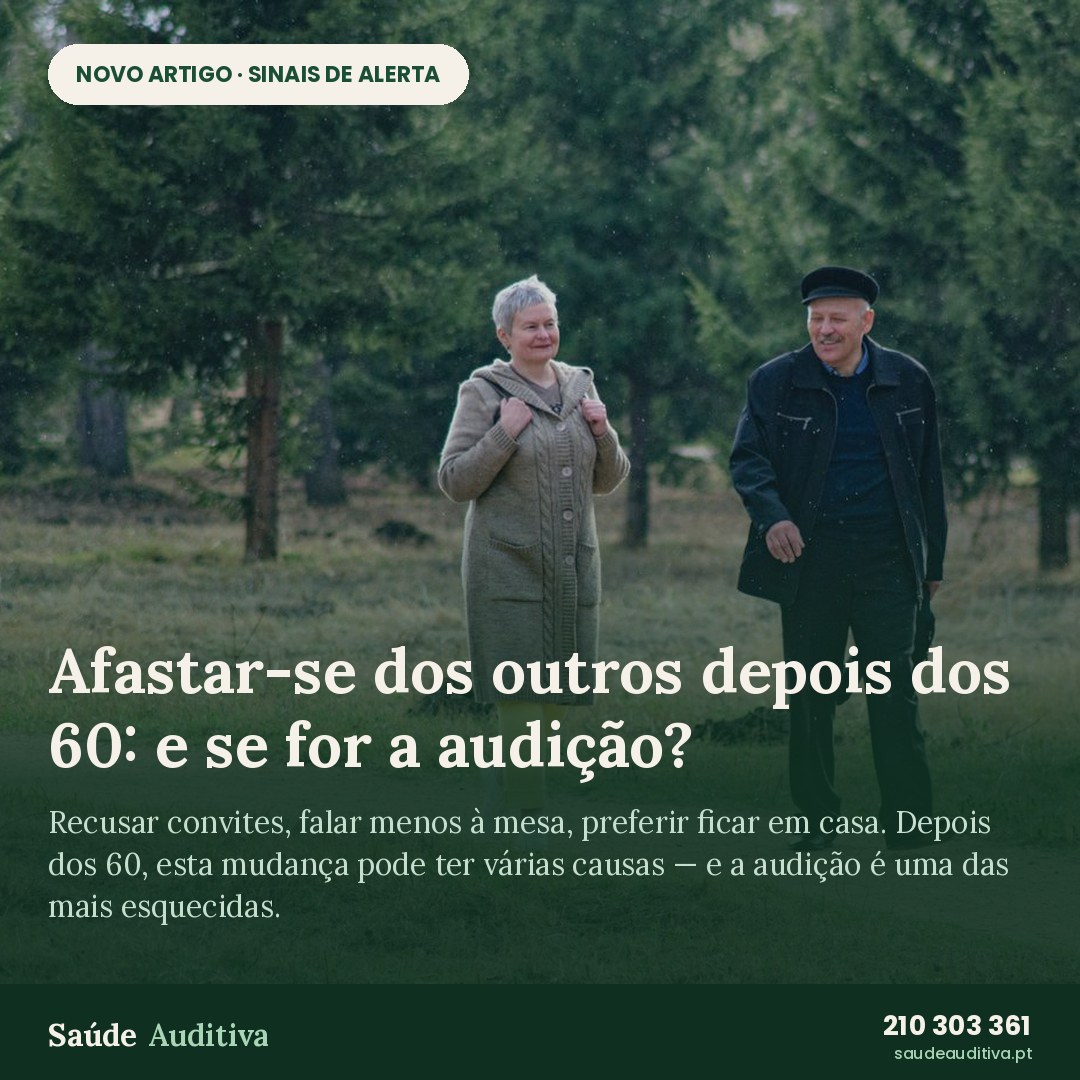 NOVO ARTIGO · SINAIS DE ALERTA
Afastar-se dos outros depois dos
60: e se for a audição?
Recusar convites, falar menos à mesa, preferir ficar em casa. Depois
dos 60, esta mudança pode ter várias causas — e a audição é uma das
mais esquecidas.
Saúde Auditiva
210 303 361
saudeauditiva.pt